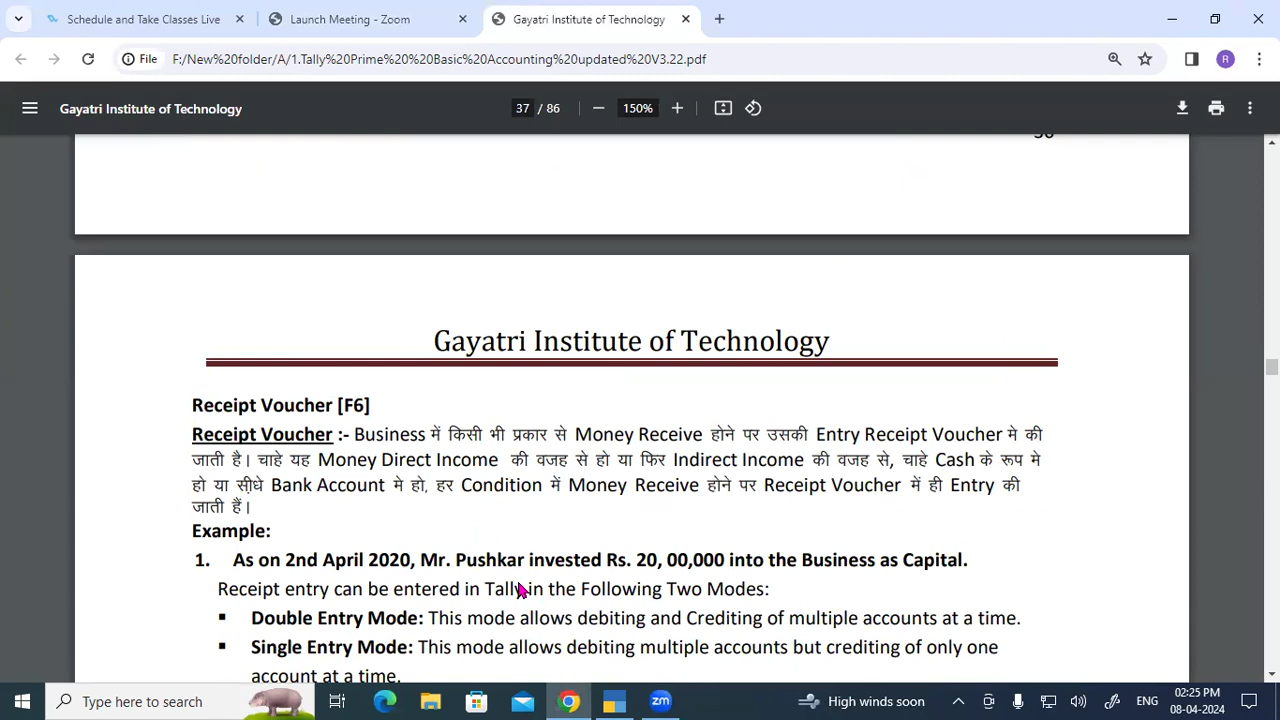 Schedule and Take Classes Live
Launch Meeting - Zoom
Gayatri Institute of Technology
File
F:/New%20folder/A/1.Tally%20Prime%20%20Basic%20Accounting%20updated%20V3.22.pdf
R
Gayatri Institute of Technology
37 / 86
150%
Gayatri Institute of Technology
Receipt Voucher [F6]
Receipt Voucher :- Business में किसी भी प्रकार से Money Receive होने पर उसकी Entry Receipt Voucher मे की
जाती है। चाहे यह Money Direct Income की वजह से हो या फिर Indirect Income की वजह से, चाहे Cash के रूप मे
हो या सीधे Bank Account मे हो, हर Condition में Money Receive होने पर Receipt Voucher में ही Entry की
जाती हैं।
Example:
1. As on 2nd April 2020, Mr. Pushkar invested Rs. 20, 00,000 into the Business as Capital.
Receipt entry can be entered in Tally in the Following Two Modes:
▪ Double Entry Mode: This mode allows debiting and Crediting of multiple accounts at a time.
▪ Single Entry Mode: This mode allows debiting multiple accounts but crediting of only one
account at a time.
Type here to search
zm
High winds soon
ENG
02:25 PM
08-04-2024